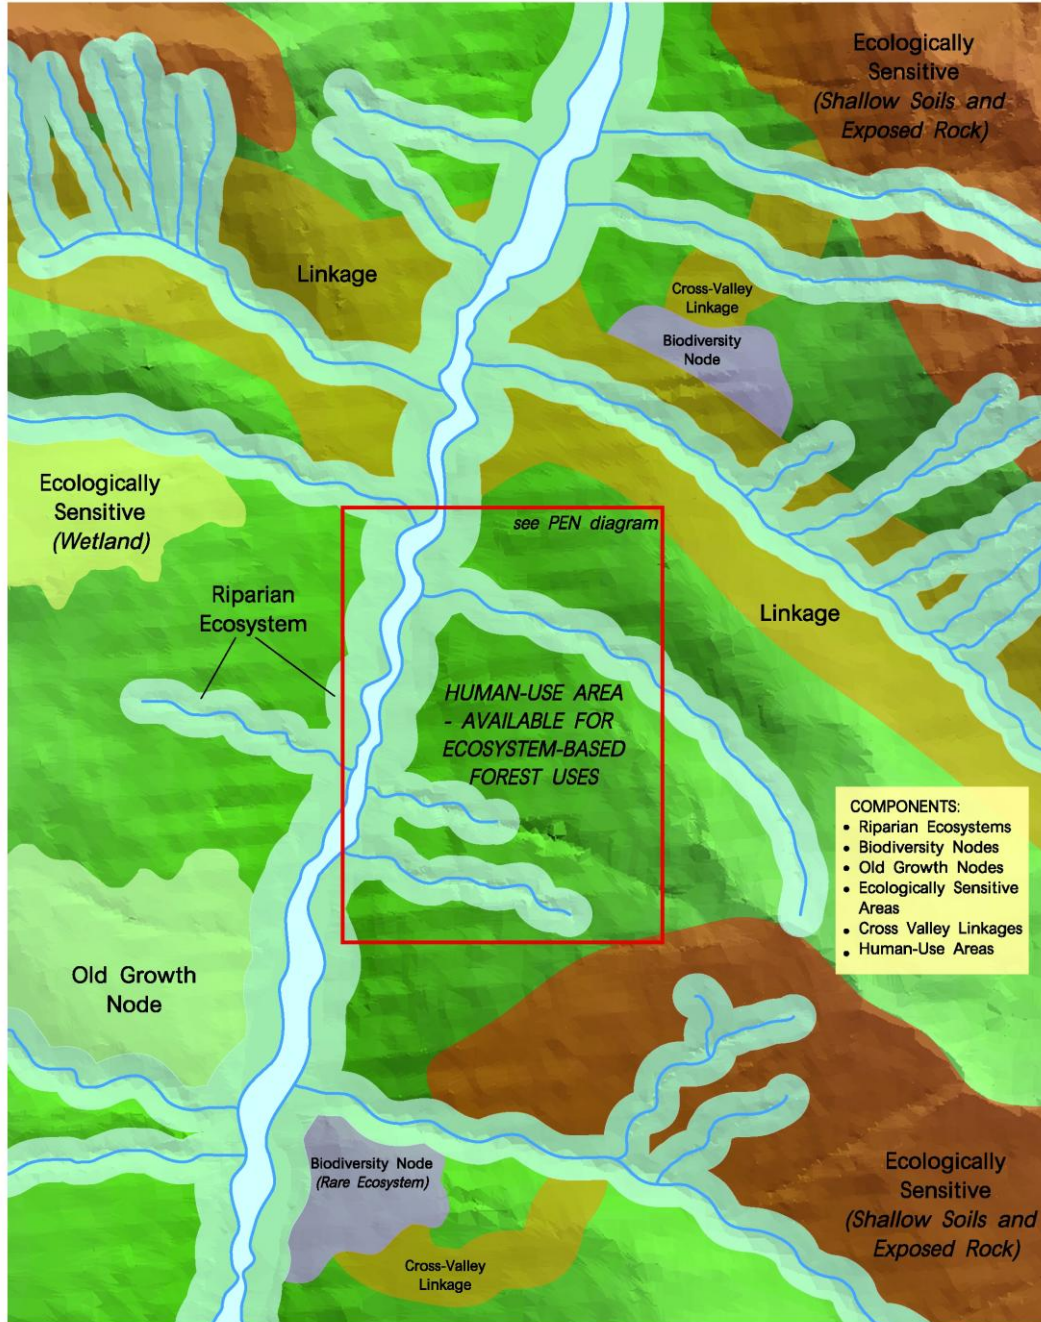 Ecologically
Sensitive
(Shallow Soils and
Exposed Rock)
Linkage
Cross-Valley
Linkage
Biodiversity
Node
Ecologically
Sensitive
(Wetland)
see PEN diagram
Riparian
Ecosystem
Linkage
HUMAN-USE AREA
- AVAILABLE FOR
ECOSYSTEM-BASED
FOREST USES
COMPONENTS:
• Riparian Ecosystems
• Biodiversity Nodes
• Old Growth Nodes
• Ecologically Sensitive
Areas
• Cross Valley Linkages
• Human-Use Areas
Old Growth
Node
Biodiversity Node
(Rare Ecosystem)
Ecologically
Sensitive
(Shallow Soils and
Exposed Rock)
Cross-Valley
Linkage